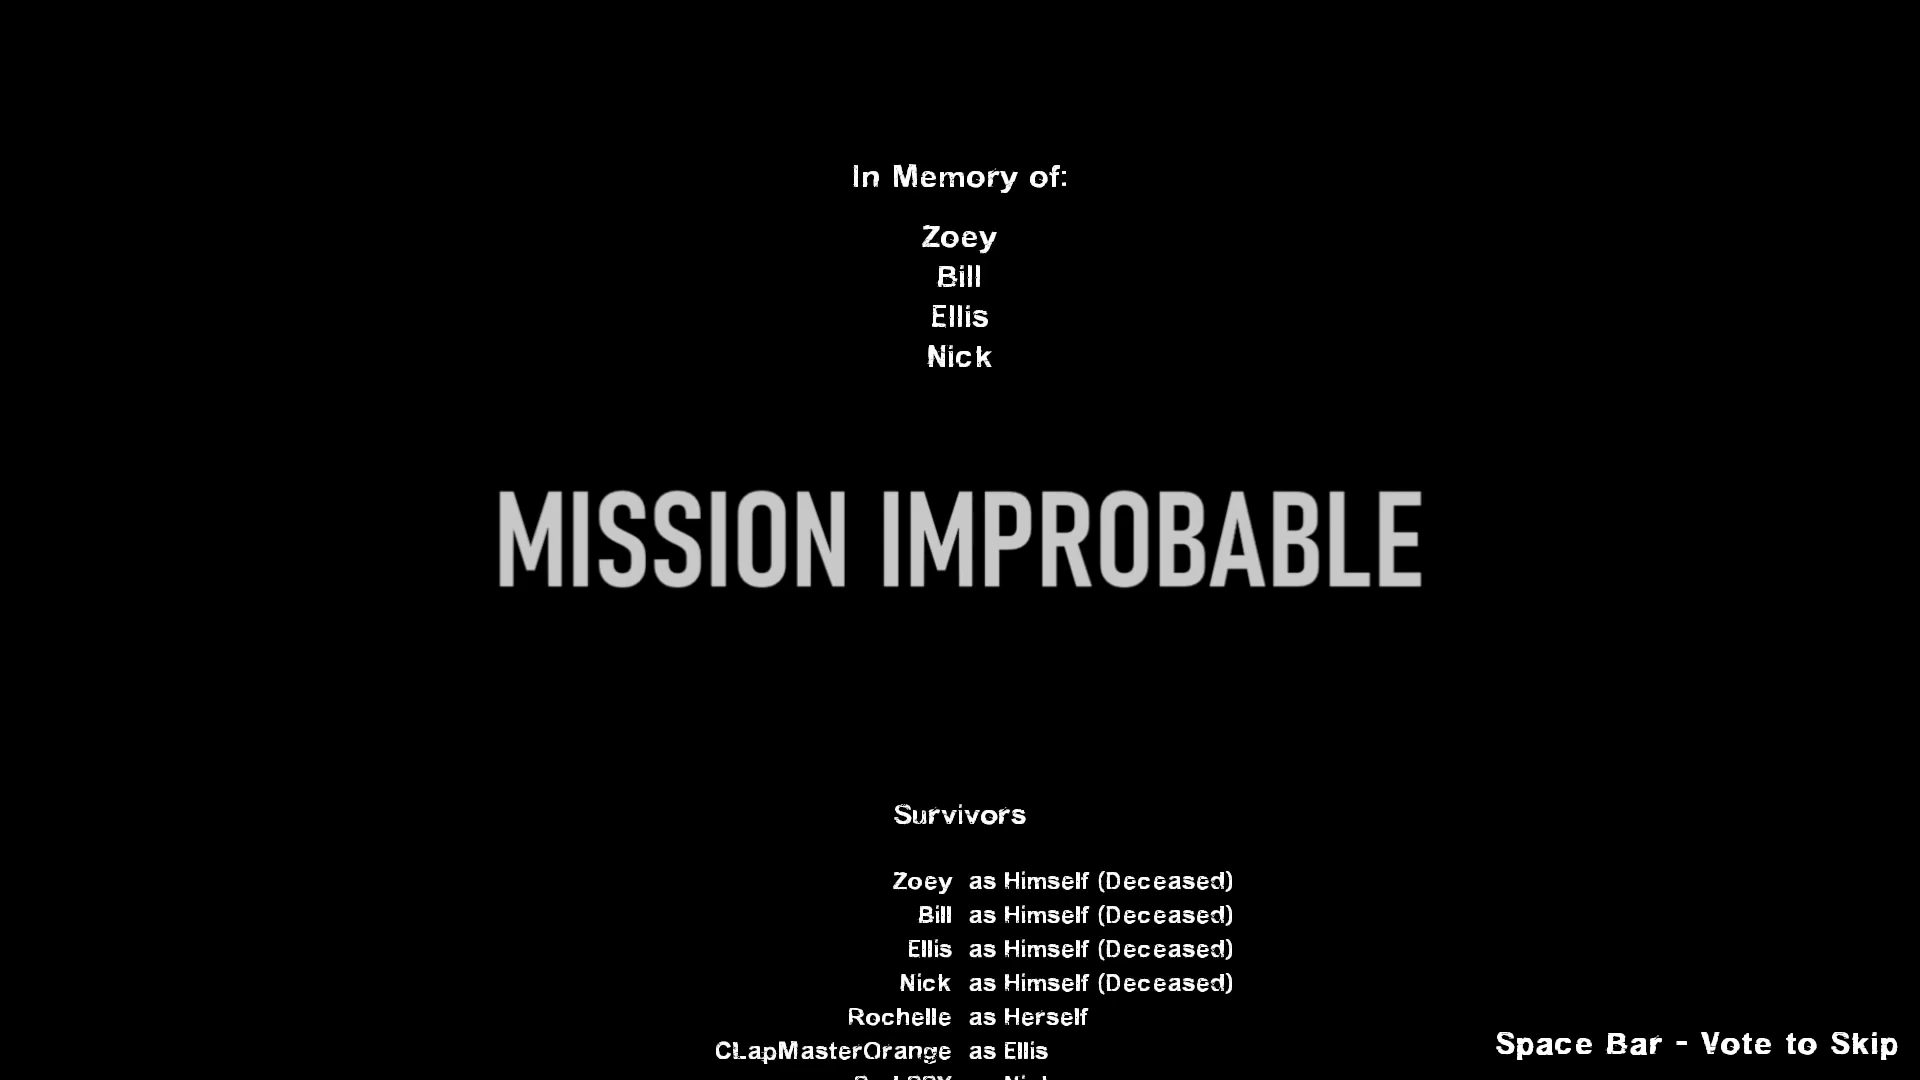 In Memory of:
Zoey
Bill
Ellis
Nick
MISSION IMPROBABLE
Survivors
Zoey as Himself (Deceased)
Bill as Himself (Deceased)
Ellis as Himself (Deceased)
Nick as Himself (Deceased)
Rochelle as Herself
CLapMasterOrange as Ellis
Space Bar - Vote to Skip